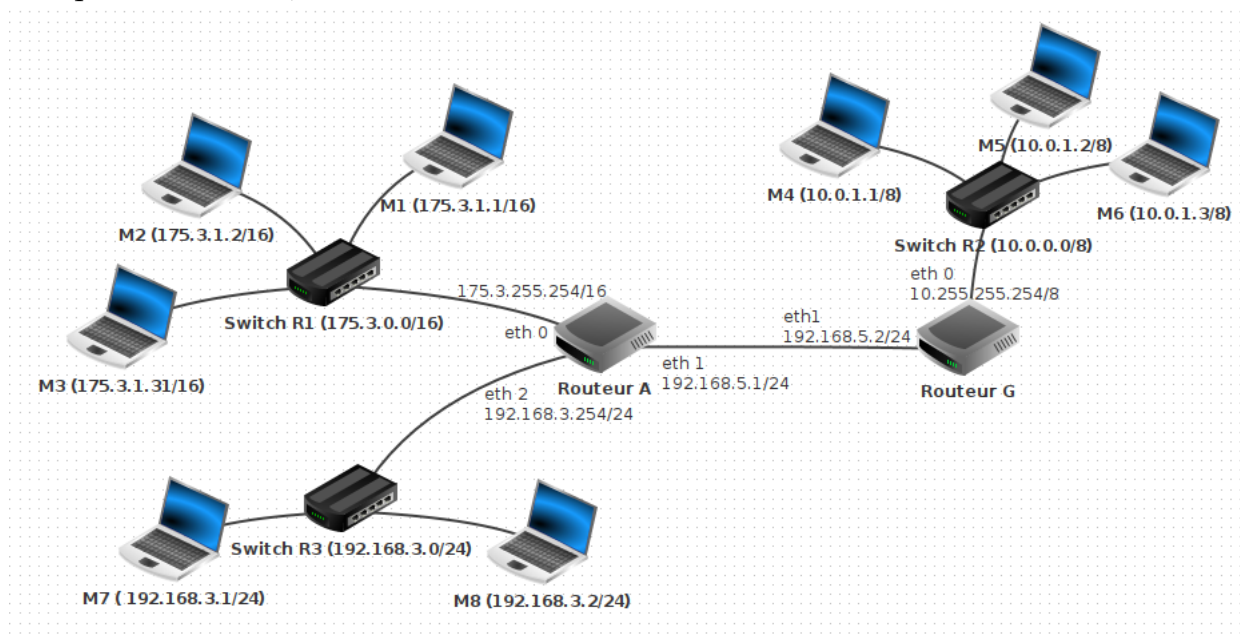 M5 (10.0.1.2/8)
M4 (10.0.1.1/8)
M1 (175.3.1.1/16)
M6 (10.0.1.3/8)
M2 (175.3.1.2/16)
Switch R2 (10.0.0.0/8)
eth 0
10.255.255.254/8
175.3.255.254/16
Switch R1 (175.3.0.0/16)
eth 0
eth1
192.168.5.2/24
eth 1
192.168.5.1/24
Routeur A
Routeur G
M3 (175.3.1.31/16)
eth 2
192.168.3.254/24
Switch R3 (192.168.3.0/24)
M7 ( 192.168.3.1/24)
M8 (192.168.3.2/24)